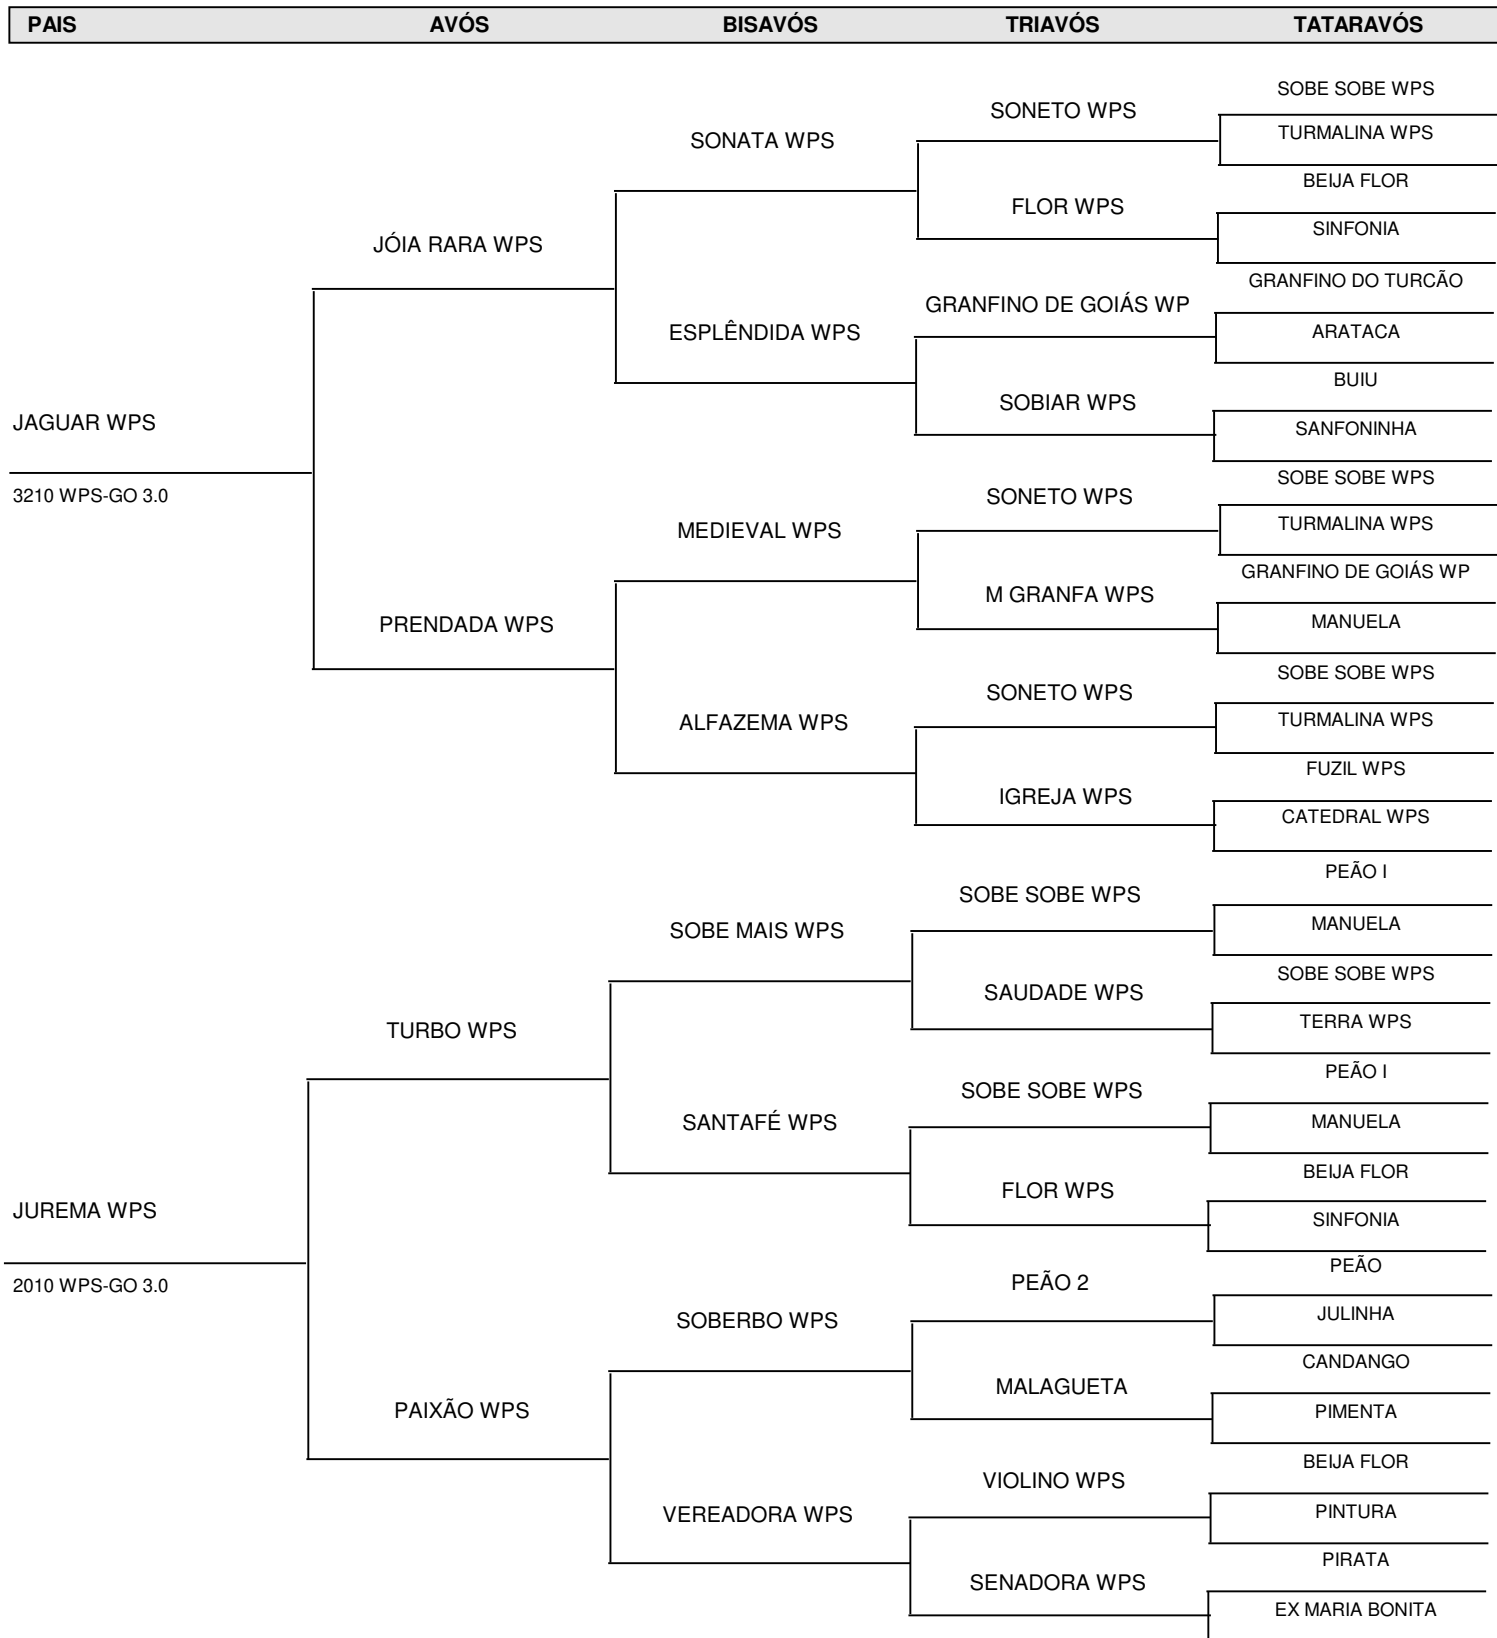 PAIS AVÓS BISAVÓS TRIAVÓS TATARAVÓS
SOBE SOBE WPS
SONETO WPS
TURMALINA WPS
SONATA WPS
BEIJA FLOR
FLOR WPS
SINFONIA
JÓIA RARA WPS
GRANFINO DO TURCÃO
GRANFINO DE GOIÁS WP
ARATACA
ESPLÊNDIDA WPS
BUIU
SOBIAR WPS
SANFONINHA
JAGUAR WPS
3210 WPS-GO 3.0
SOBE SOBE WPS
SONETO WPS
TURMALINA WPS
MEDIEVAL WPS
GRANFINO DE GOIÁS WP
M GRANFA WPS
MANUELA
PRENDADA WPS
SOBE SOBE WPS
SONETO WPS
TURMALINA WPS
ALFAZEMA WPS
FUZIL WPS
IGREJA WPS
CATEDRAL WPS
PEÃO I
SOBE SOBE WPS
MANUELA
SOBE MAIS WPS
SOBE SOBE WPS
SAUDADE WPS
TERRA WPS
TURBO WPS
PEÃO I
SOBE SOBE WPS
MANUELA
SANTAFÉ WPS
BEIJA FLOR
FLOR WPS
SINFONIA
JUREMA WPS
2010 WPS-GO 3.0
PEÃO
PEÃO 2
JULINHA
SOBERBO WPS
CANDANGO
MALAGUETA
PIMENTA
PAIXÃO WPS
BEIJA FLOR
VIOLINO WPS
PINTURA
VEREADORA WPS
PIRATA
SENADORA WPS
EX MARIA BONITA